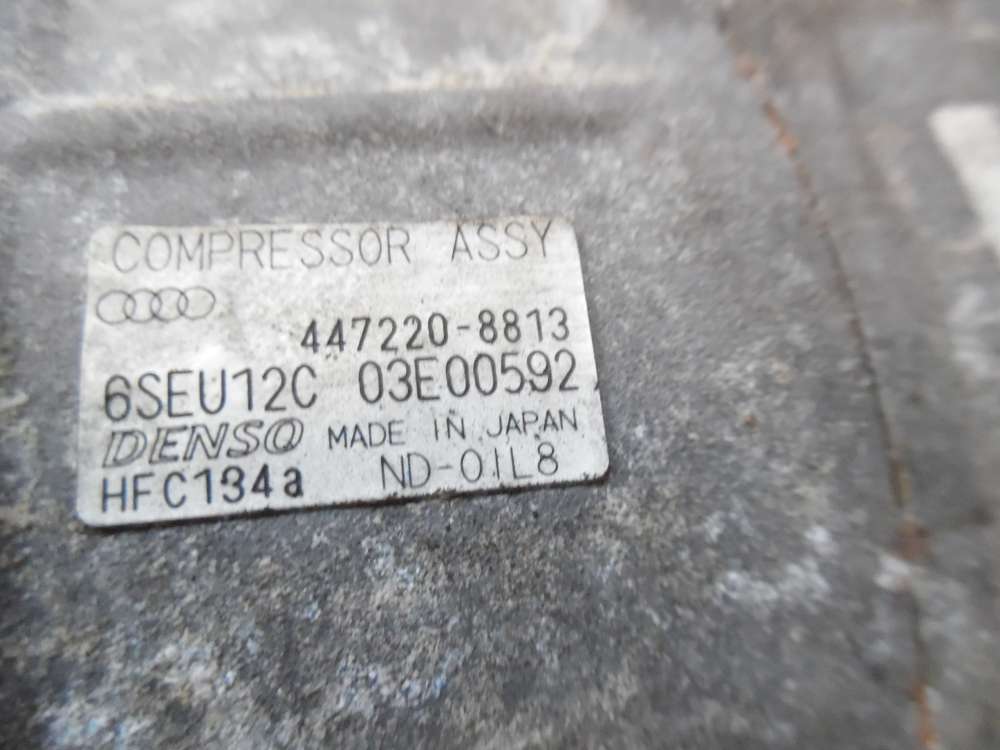 COMPRESSOR ASSY
447220-8813
6SEU12C 03E00592
DENSO MADE IN JAPAN
HFC134a ND-OIL8